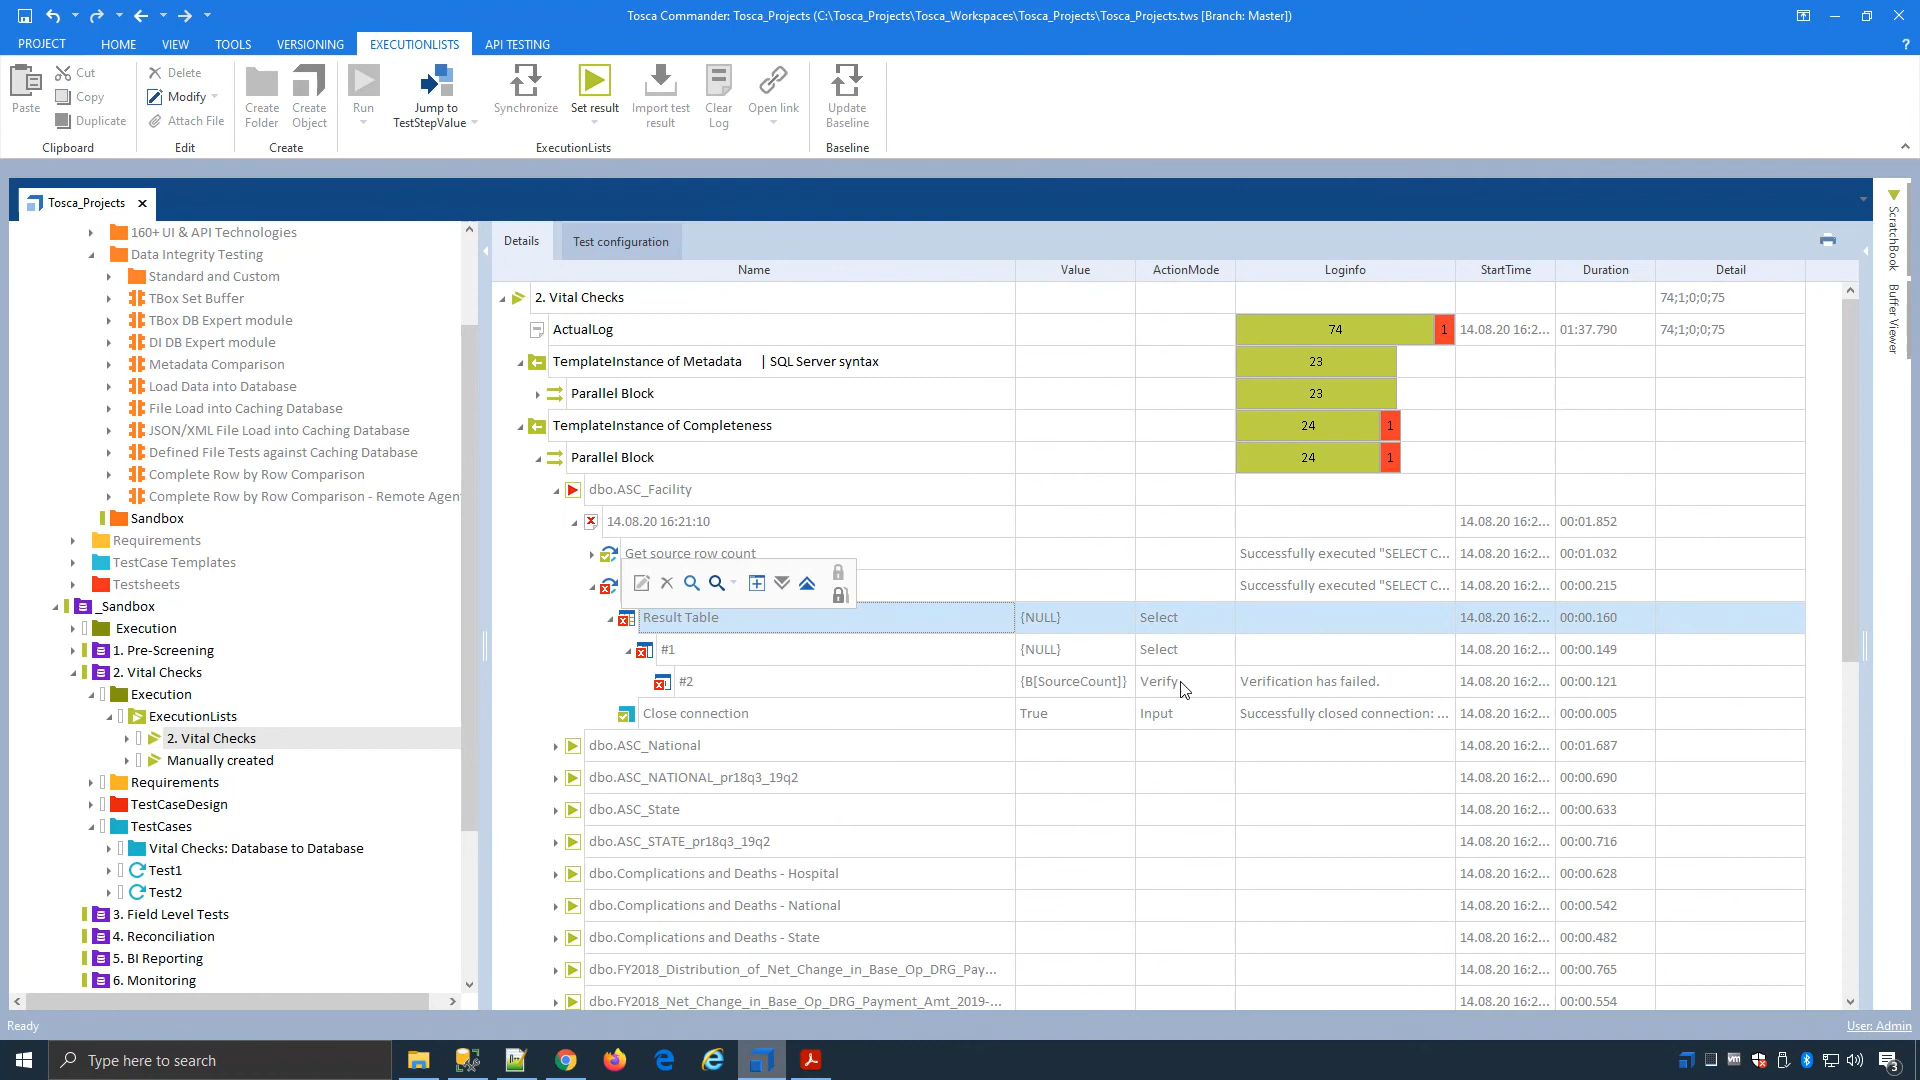 Tosca Commander: Tosca_Projects (C:\Tosca_Projects\Tosca_Workspaces\Tosca_Projects\Tosca_Projects.tws [Branch: Master])
PROJECT HOME VIEW TOOLS VERSIONING EXECUTIONLISTS API TESTING ?
Paste Cut Copy Duplicate
Delete Modify Attach File
Create Folder Create Object
Run Jump to TestStepValue Synchronize Set result Import test result Clear Log Open link
Update Baseline
Clipboard Edit Create ExecutionLists Baseline
Tosca_Projects
160+ UI & API Technologies
Data Integrity Testing
Standard and Custom
TBox Set Buffer
TBox DB Expert module
DI DB Expert module
Metadata Comparison
Load Data into Database
File Load into Caching Database
JSON/XML File Load into Caching Database
Defined File Tests against Caching Database
Complete Row by Row Comparison
Complete Row by Row Comparison - Remote Agen
Sandbox
Requirements
TestCase Templates
Testsheets
_Sandbox
Execution
1. Pre-Screening
2. Vital Checks
Execution
ExecutionLists
2. Vital Checks
Manually created
Requirements
TestCaseDesign
TestCases
Vital Checks: Database to Database
Test1
Test2
3. Field Level Tests
4. Reconciliation
5. BI Reporting
6. Monitoring
Details Test configuration
Name Value ActionMode Loginfo StartTime Duration Detail
2. Vital Checks 74;1;0;0;75
ActualLog 74 1 14.08.20 16:2... 01:37.790 74;1;0;0;75
TemplateInstance of Metadata | SQL Server syntax 23
Parallel Block 23
TemplateInstance of Completeness 24 1
Parallel Block 24 1
dbo.ASC_Facility
14.08.20 16:21:10 14.08.20 16:2... 00:01.852
Get source row count Successfully executed "SELECT C... 14.08.20 16:2... 00:01.032
Successfully executed "SELECT C... 14.08.20 16:2... 00:00.215
Result Table {NULL} Select 14.08.20 16:2... 00:00.160
#1 {NULL} Select 14.08.20 16:2... 00:00.149
#2 {B[SourceCount]} Verify Verification has failed. 14.08.20 16:2... 00:00.121
Close connection True Input Successfully closed connection: ... 14.08.20 16:2... 00:00.005
dbo.ASC_National 14.08.20 16:2... 00:01.687
dbo.ASC_NATIONAL_pr18q3_19q2 14.08.20 16:2... 00:00.690
dbo.ASC_State 14.08.20 16:2... 00:00.633
dbo.ASC_STATE_pr18q3_19q2 14.08.20 16:2... 00:00.716
dbo.Complications and Deaths - Hospital 14.08.20 16:2... 00:00.628
dbo.Complications and Deaths - National 14.08.20 16:2... 00:00.542
dbo.Complications and Deaths - State 14.08.20 16:2... 00:00.482
dbo.FY2018_Distribution_of_Net_Change_in_Base_Op_DRG_Pay... 14.08.20 16:2... 00:00.765
dbo.FY2018_Net_Change_in_Base_Op_DRG_Payment_Amt_2019-... 14.08.20 16:2... 00:00.554
ScratchBook
Buffer Viewer
Ready User: Admin
Type here to search
vm
3